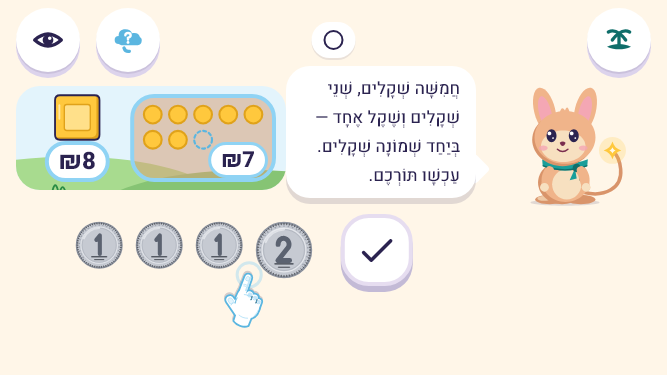 ?
חֲמִשָּׁה שְׁקָלִים, שְׁנֵי
שְׁקָלִים וְשֶׁקֶל אֶחָד –
בְּיַחַד שְׁמוֹנָה שְׁקָלִים.
עַכְשָׁו תּוֹרְכֶם.
₪8
₪7
1 1 1 2